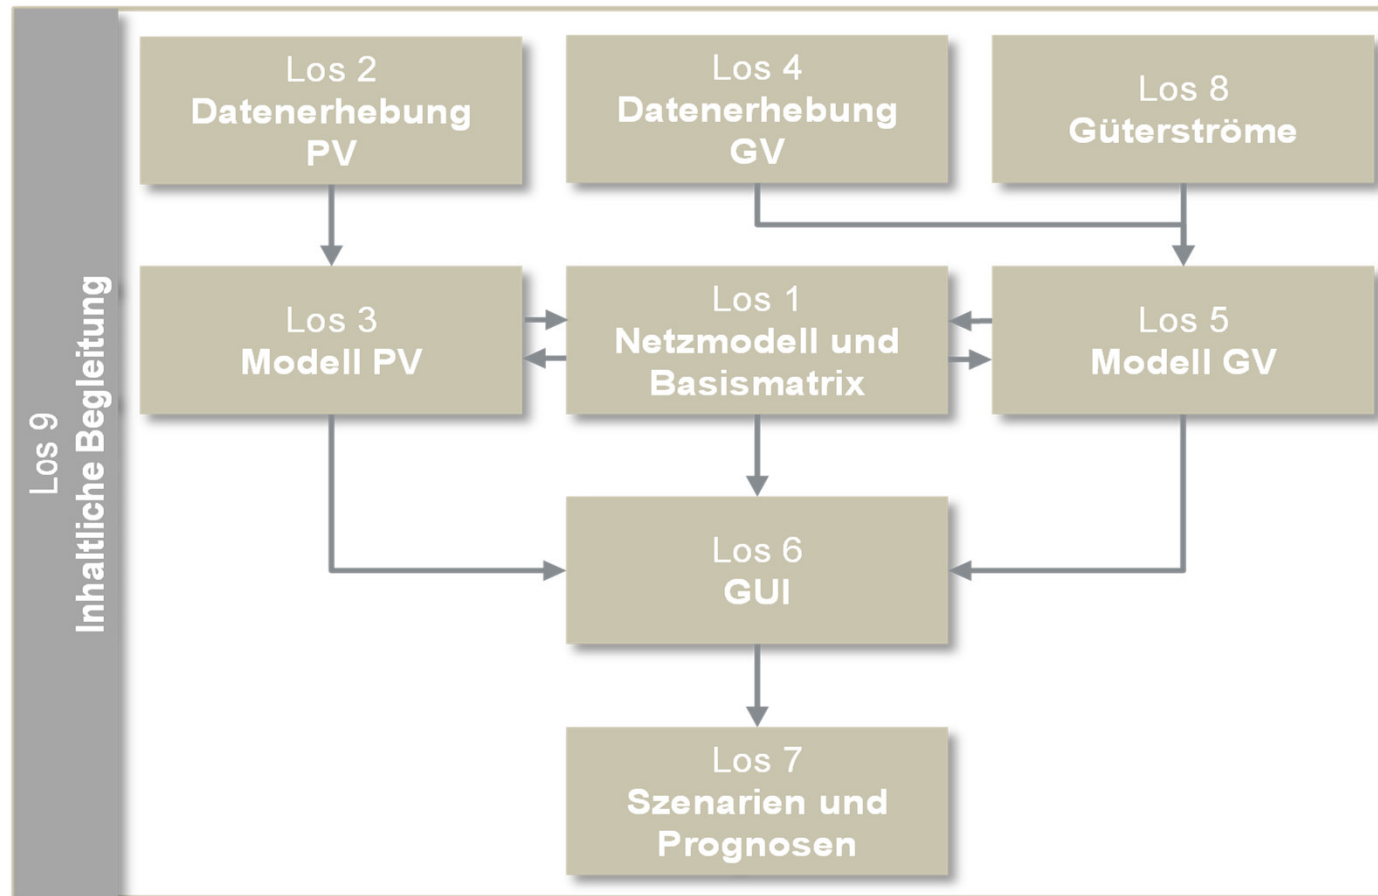 Los 9
Inhaltliche Begleitung
Los 2
Datenerhebung
PV
Los 4
Datenerhebung
GV
Los 8
Güterströme
Los 3
Modell PV
Los 1
Netzmodell und
Basismatrix
Los 5
Modell GV
Los 6
GUI
Los 7
Szenarien und
Prognosen